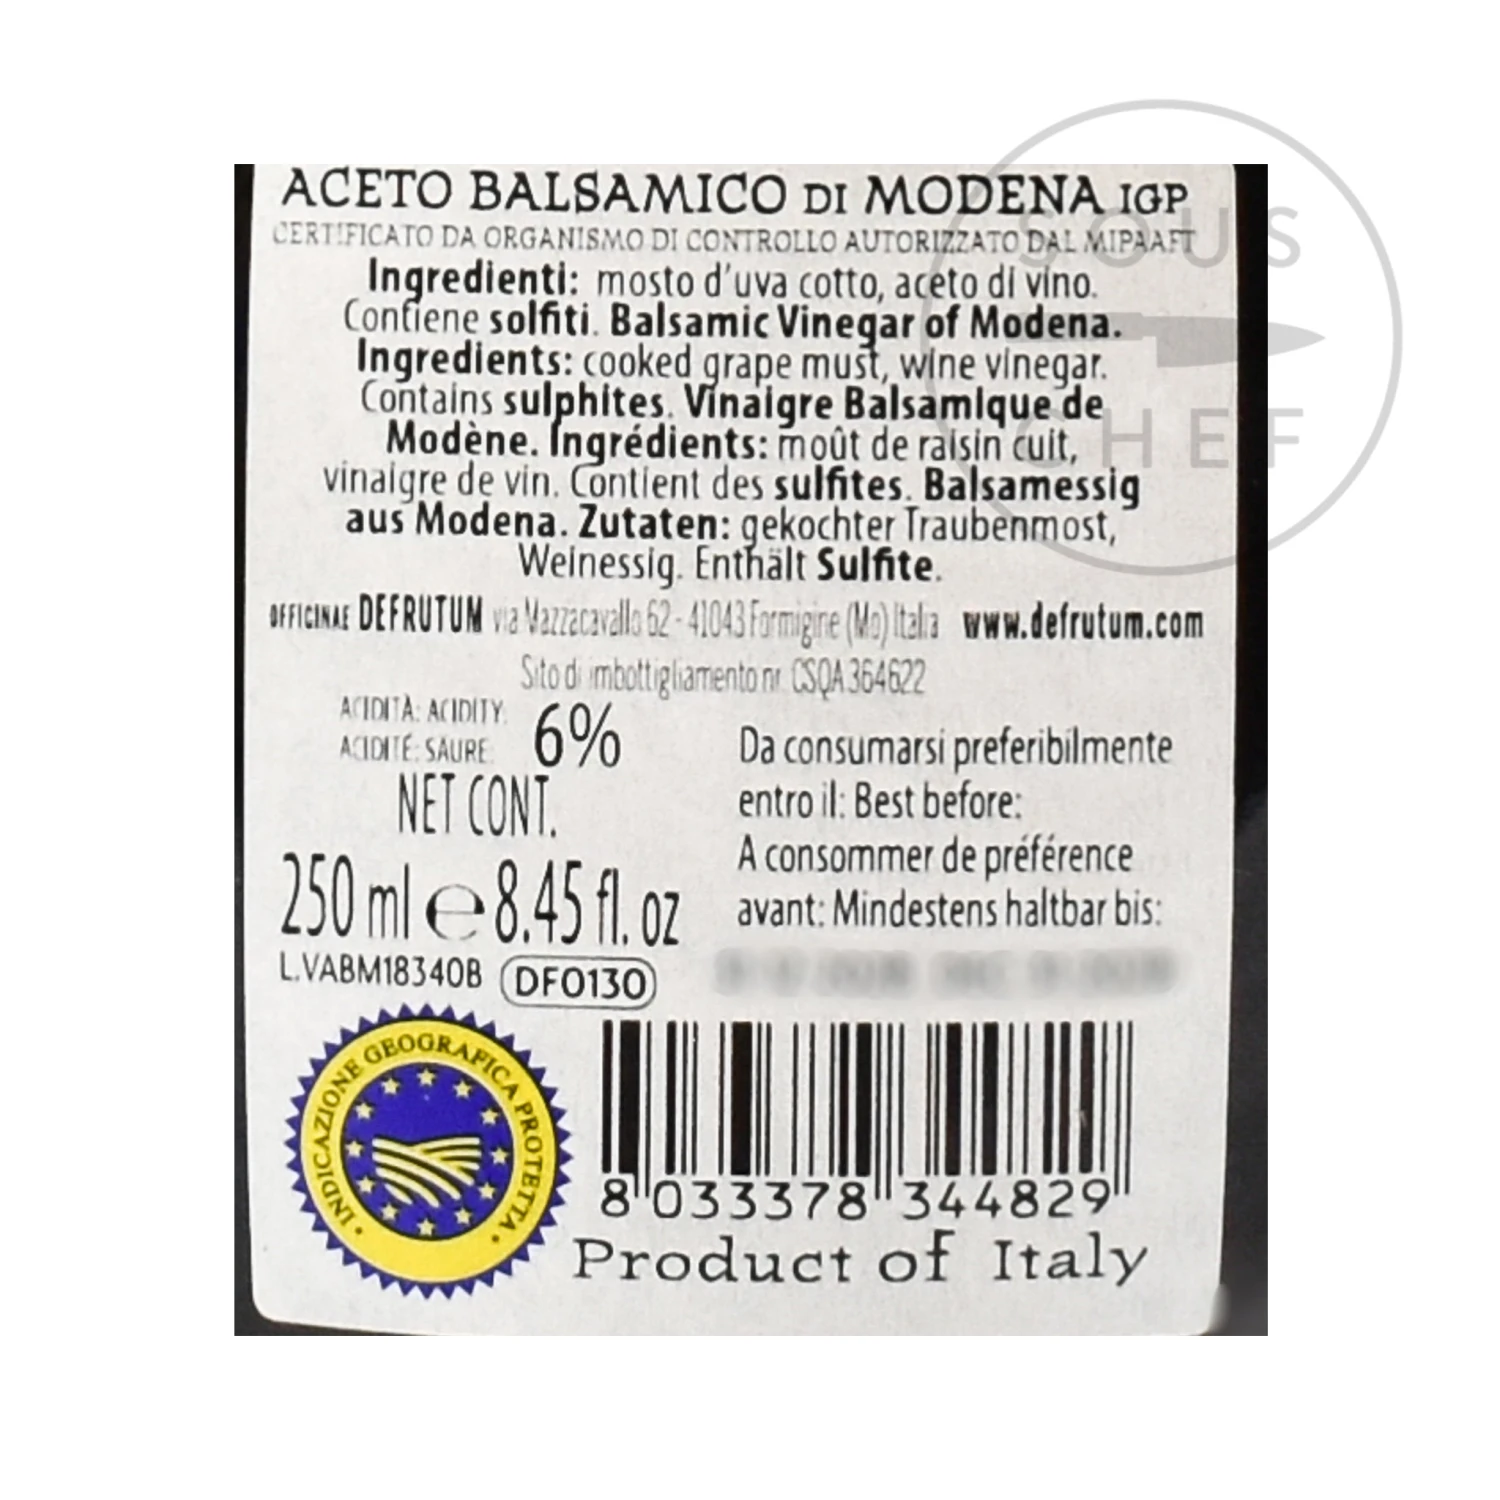 ACETO BALSAMICO DI MODENA IGP
CERTIFICATO DA ORGANISMO DI CONTROLLO AUTORIZZATO DAL MIPAAFT
Ingredienti: mosto d'uva cotto, aceto di vino.
Contiene solfiti. Balsamic Vinegar of Modena.
Ingredients: cooked grape must, wine vinegar.
Contains sulphites. Vinaigre Balsamique de
Modène. Ingrédients: moût de raisin cuit,
vinaigre de vin. Contient des sulfites. Balsamessig
aus Modena. Zutaten: gekochter Traubenmost,
Weinessig. Enthält Sulfite.
OFFICINAE DEFRUTUM via Mazzacavallo 62 - 41043 Formigine (Mo) Italia www.defrutum.com
Sito di imbottigliamento nr. CSQA 364622
ACIDITÀ: ACIDITY:
ACIDITÉ: SÄURE: 6%
NET CONT.
250 ml e 8.45 fl. oz
L.VABM18340B DF0130
Da consumarsi preferibilmente
entro il: Best before:
A consommer de préférence
avant: Mindestens haltbar bis:
INDICAZIONE GEOGRAFICA PROTETTA
8 033378 344829
Product of Italy
SOUS
CHEF